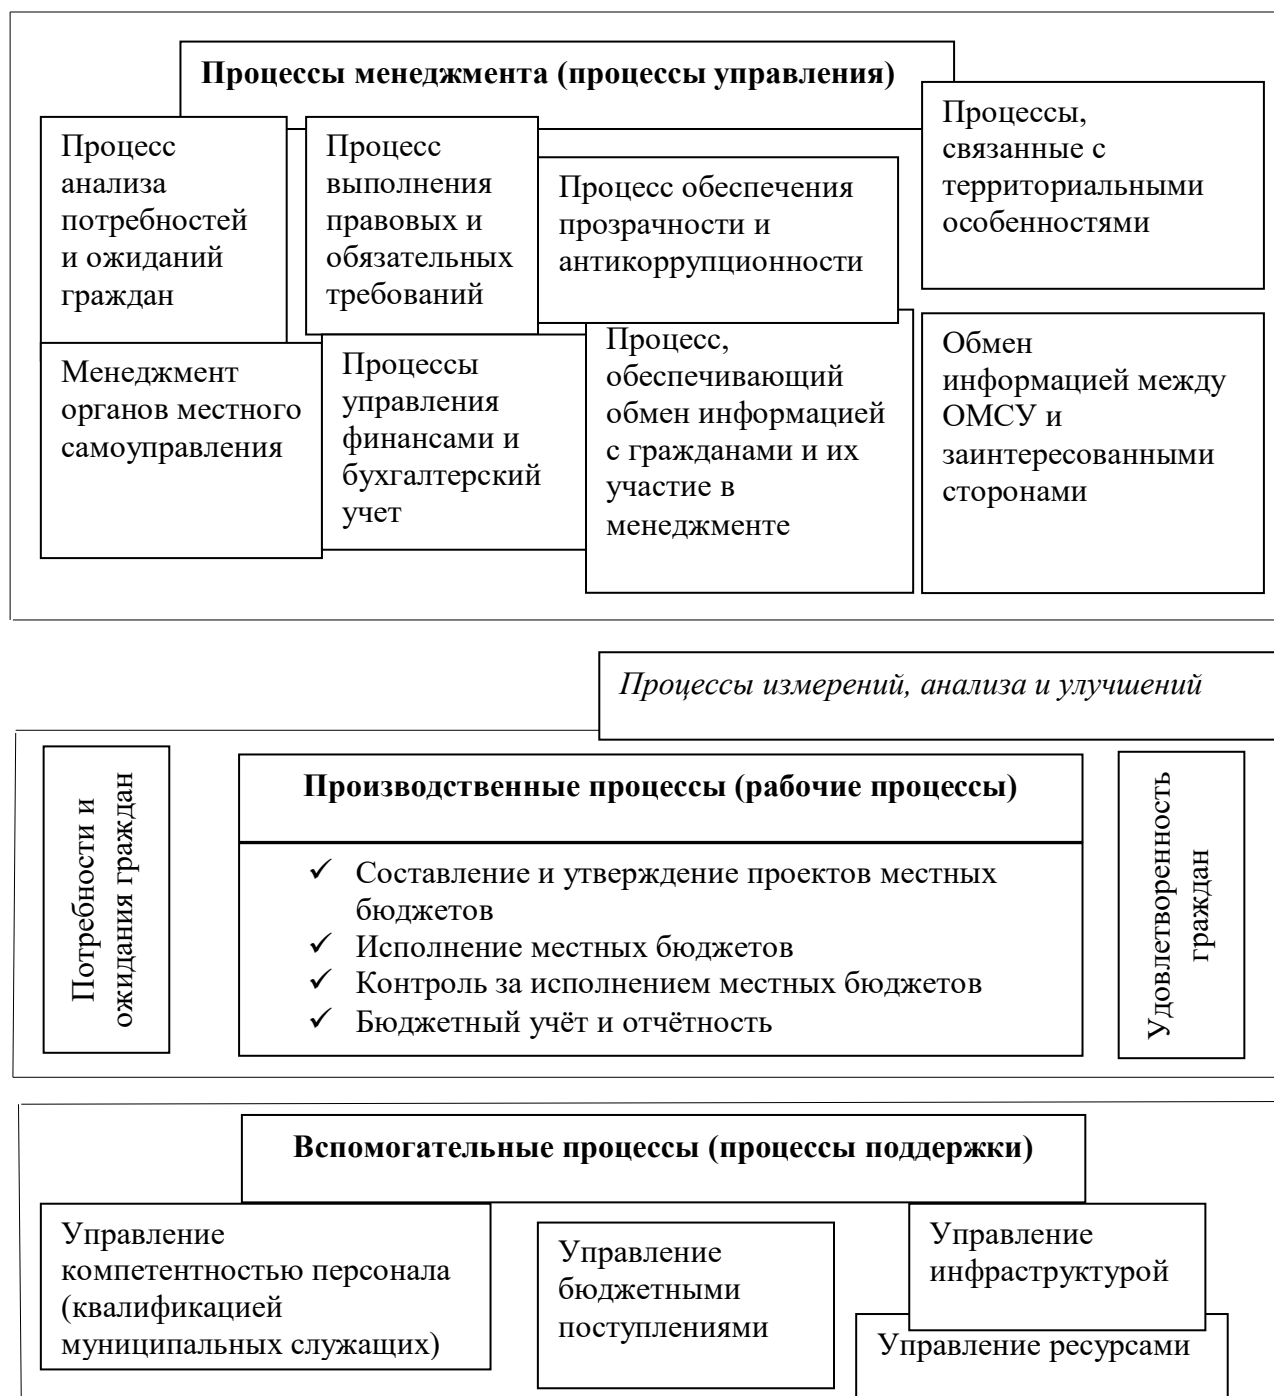 Процессы менеджмента (процессы управления)
Процесс
анализа
потребностей
и ожиданий
граждан
Процесс
выполнения
правовых и
обязательных
требований
Процесс обеспечения
прозрачности и
антикоррупционности
Процессы,
связанные с
территориальными
особенностями
Менеджмент
органов местного
самоуправления
Процессы
управления
финансами и
бухгалтерский
учет
Процесс,
обеспечивающий
обмен информацией
с гражданами и их
участие в
менеджменте
Обмен
информацией между
ОМСУ и
заинтересованными
сторонами
Процессы измерений, анализа и улучшений
Потребности и
ожидания граждан
Производственные процессы (рабочие процессы)
✓ Составление и утверждение проектов местных
бюджетов
✓ Исполнение местных бюджетов
✓ Контроль за исполнением местных бюджетов
✓ Бюджетный учёт и отчётность
Удовлетворенность
граждан
Вспомогательные процессы (процессы поддержки)
Управление
компетентностью персонала
(квалификацией
муниципальных служащих)
Управление
бюджетными
поступлениями
Управление
инфраструктурой
Управление ресурсами